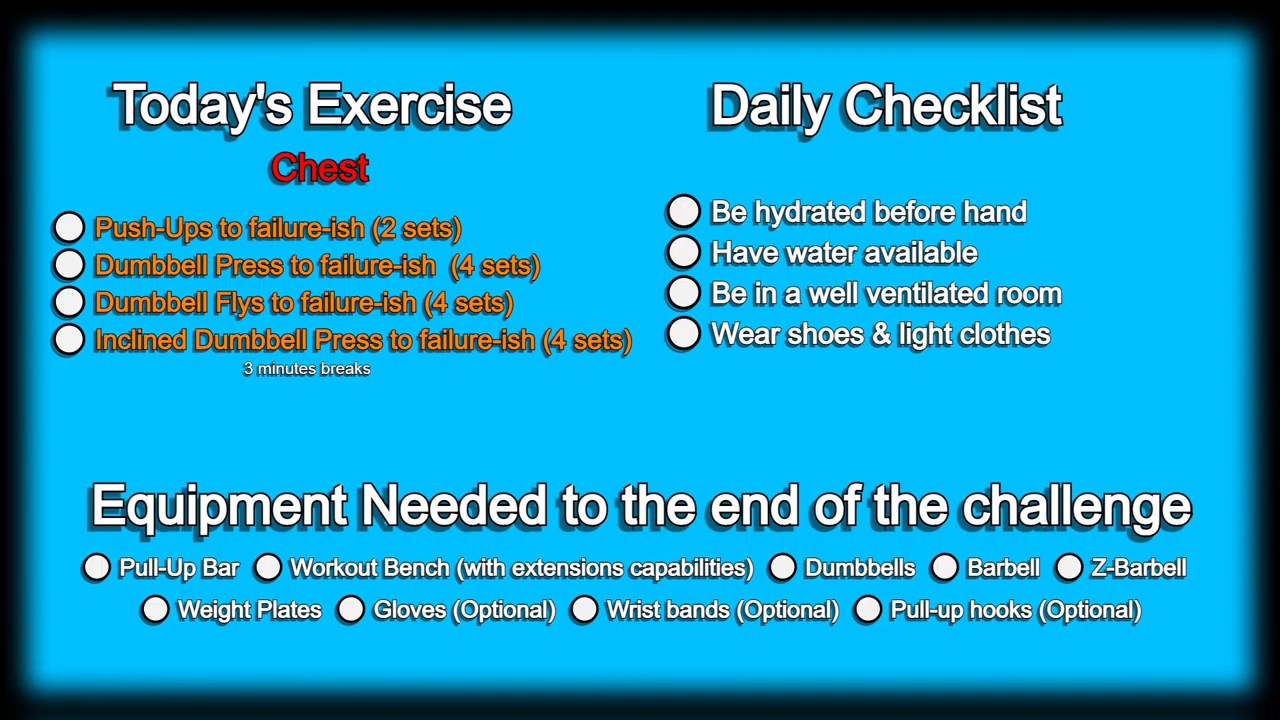 Today's Exercise
Chest
Push-Ups to failure-ish (2 sets)
Dumbbell Press to failure-ish  (4 sets)
Dumbbell Flys to failure-ish (4 sets)
Inclined Dumbbell Press to failure-ish (4 sets)
3 minutes breaks
Daily Checklist
Be hydrated before hand
Have water available
Be in a well ventilated room
Wear shoes & light clothes
Equipment Needed to the end of the challenge
Pull-Up Bar Workout Bench (with extensions capabilities) Dumbbells Barbell Z-Barbell
Weight Plates Gloves (Optional) Wrist bands (Optional) Pull-up hooks (Optional)